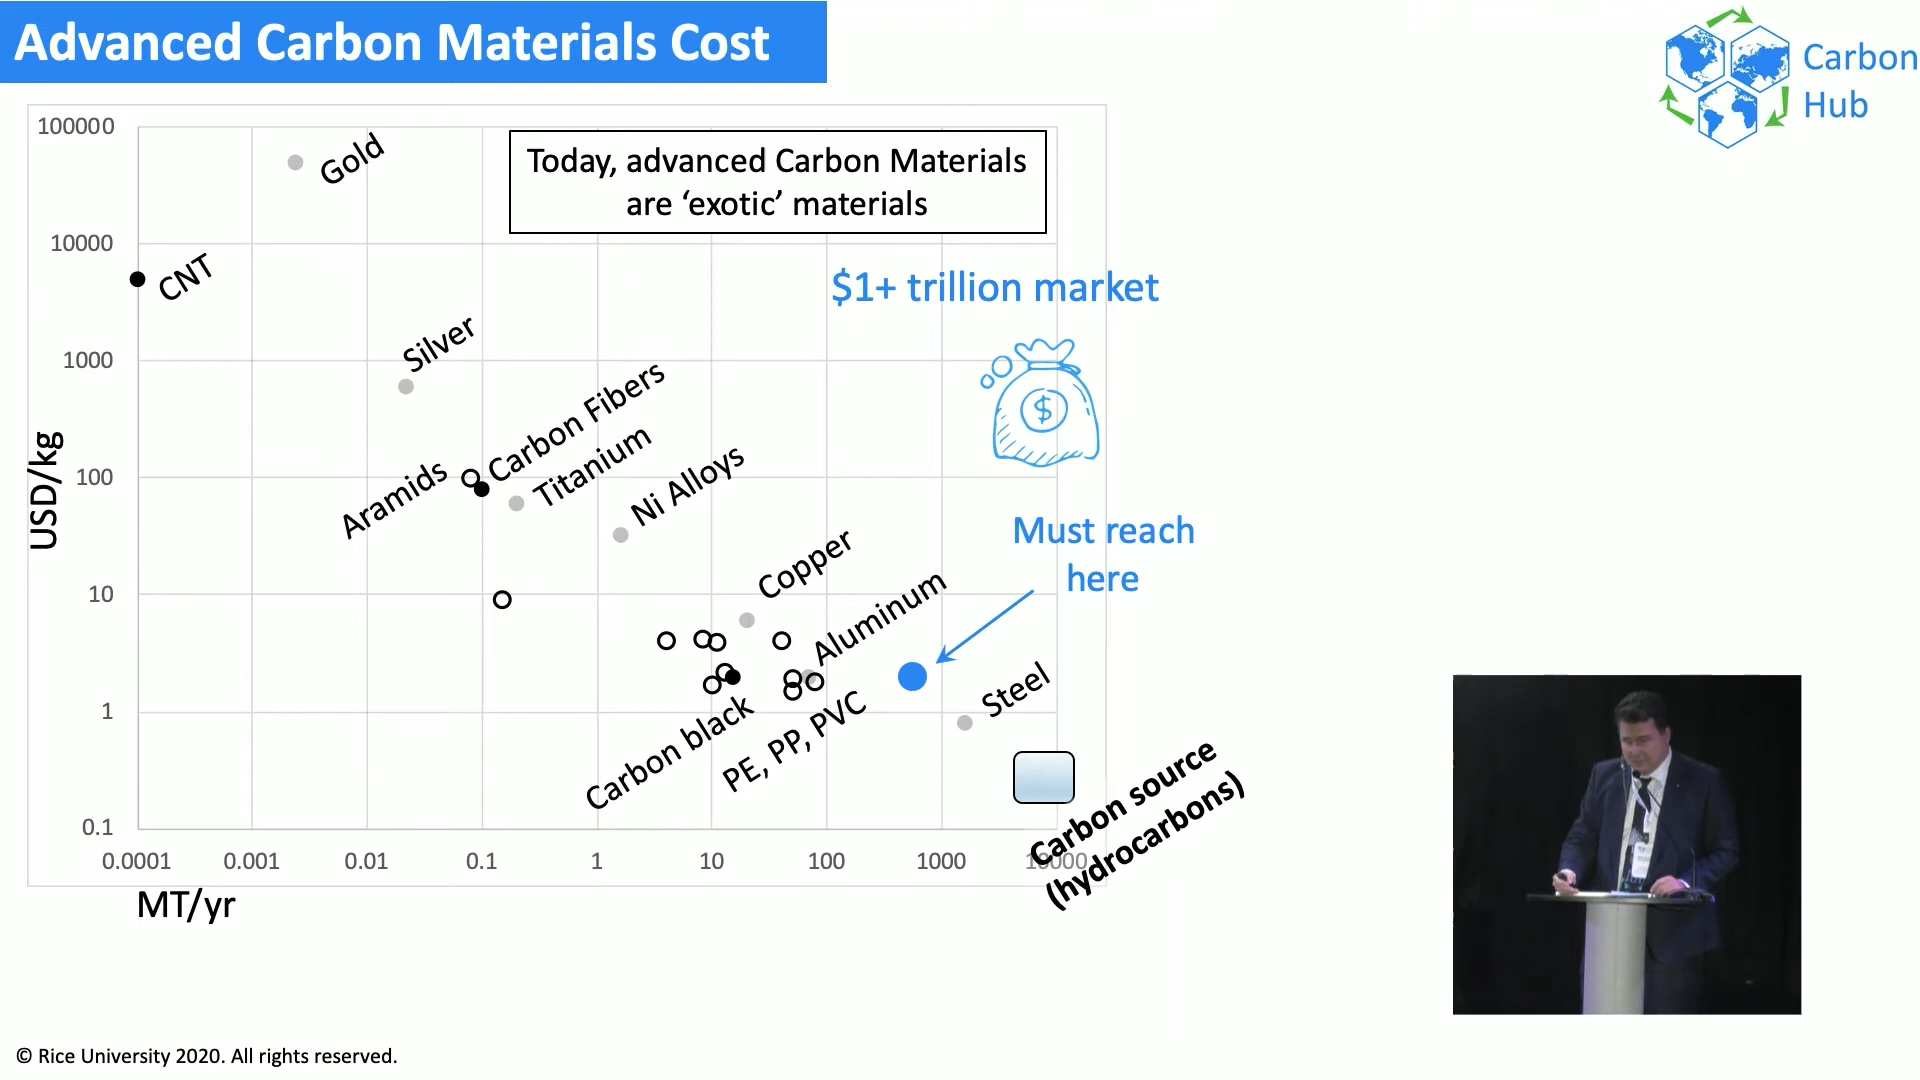 Advanced Carbon Materials Cost
Carbon
Hub
100000
10000
1000
100
10
1
0.1
USD/kg
0.0001
0.001
0.01
0.1
1
10
100
1000
10000
MT/yr
Gold
CNT
Silver
Carbon Fibers
Aramids
Titanium
Ni Alloys
Copper
Aluminum
Carbon black
PE, PP, PVC
Steel
Carbon source
(hydrocarbons)
Today, advanced Carbon Materials
are ‘exotic’ materials
$1+ trillion market
$
Must reach
here
© Rice University 2020. All rights reserved.